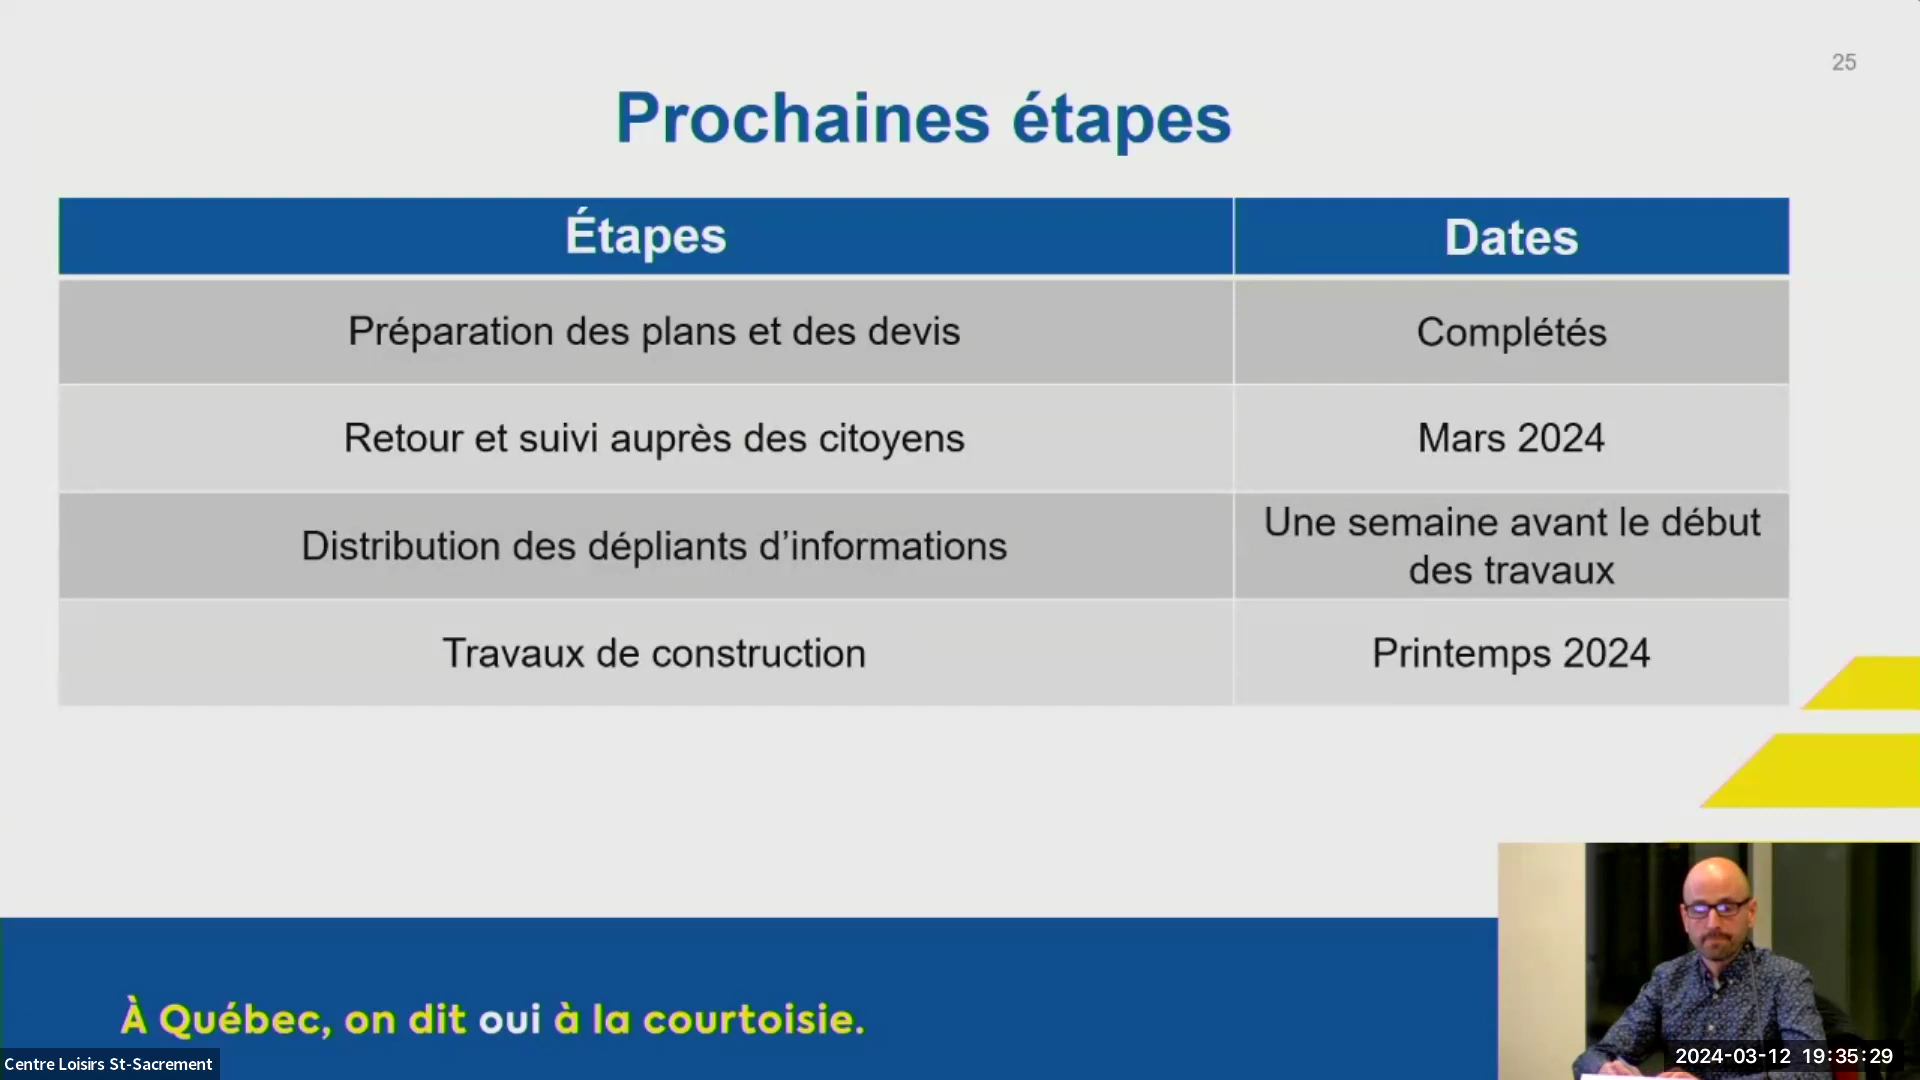 25
Prochaines étapes
Étapes Dates
Préparation des plans et des devis Complétés
Retour et suivi auprès des citoyens Mars 2024
Distribution des dépliants d’informations Une semaine avant le début
des travaux
Travaux de construction Printemps 2024
À Québec, on dit oui à la courtoisie.
Centre Loisirs St-Sacrement
2024-03-12 19:35:29